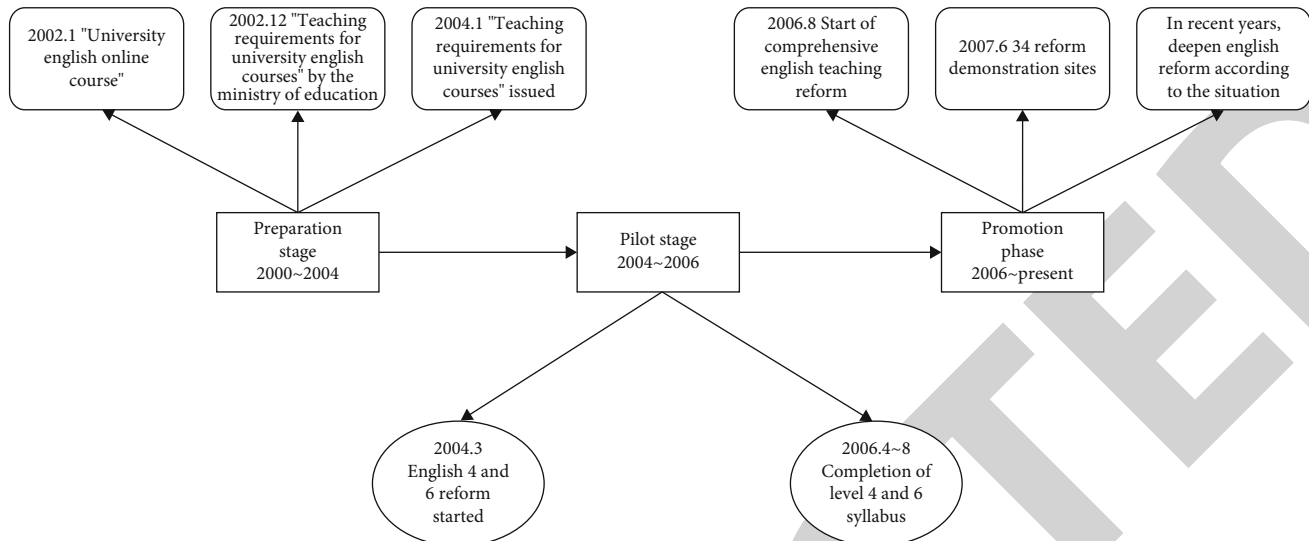 2002.1 "University
english online
course"
2002.12 "Teaching
requirements for
university english
courses" by the
ministry of education
2004.1 "Teaching
requirements for
university english
courses" issued
2006.8 Start of
comprehensive
english teaching
reform
2007.6 34 reform
demonstration sites
In recent years,
deepen english
reform according
to the situation
Preparation
stage
2000~2004
Pilot stage
2004~2006
Promotion
phase
2006~present
2004.3
English 4 and
6 reform
started
2006.4~8
Completion of
level 4 and 6
syllabus
TED